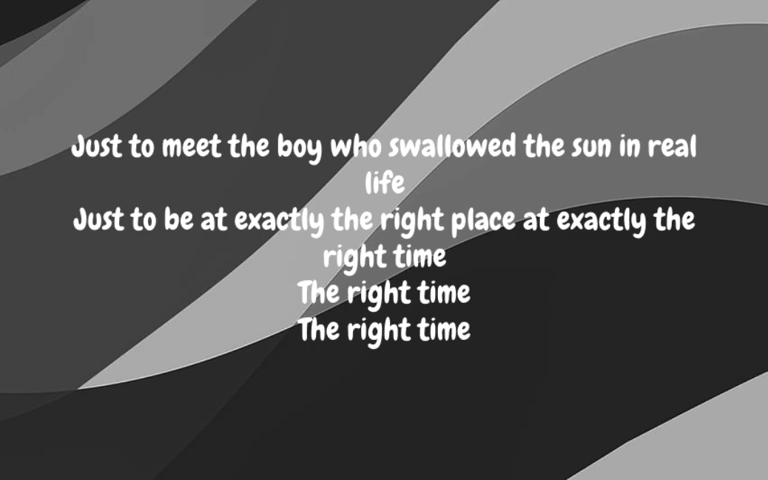 Just to meet the boy who swallowed the sun in real
life
Just to be at exactly the right place at exactly the
right time
The right time
The right time